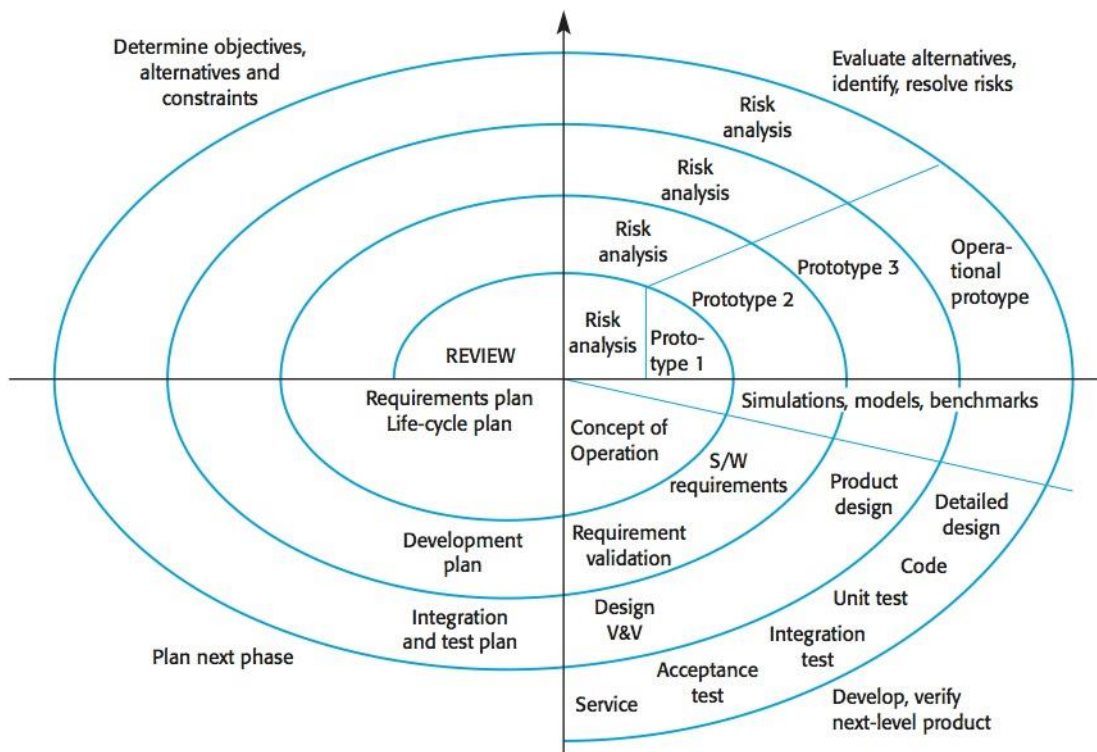 Determine objectives,
alternatives and
constraints
Evaluate alternatives,
identify, resolve risks
Risk
analysis
Risk
analysis
Risk
analysis
Risk
analysis
Proto-
type 1
Prototype 2
Prototype 3
Opera-
tional
protoype
REVIEW
Requirements plan
Life-cycle plan
Simulations, models, benchmarks
Concept of
Operation
S/W
requirements
Product
design
Detailed
design
Development
plan
Requirement
validation
Code
Unit test
Integration
and test plan
Design
V&V
Integration
test
Acceptance
test
Service
Plan next phase
Develop, verify
next-level product